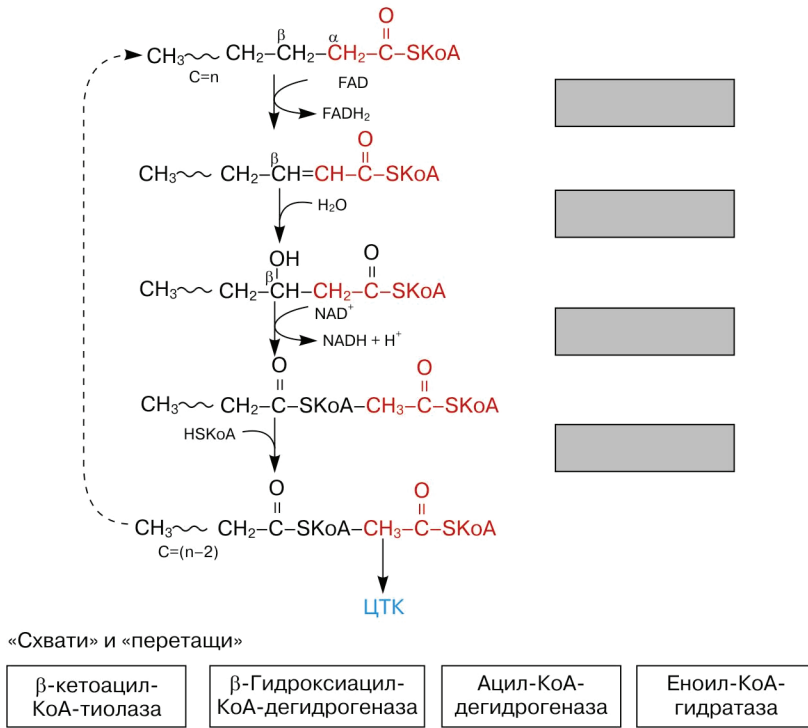 β α O
CH₃ CH₂–CH₂–CH₂–C–SKoA
C=n
FAD
FADH₂
β O
CH₃ CH₂–CH=CH–C–SKoA
H₂O
OH O
β
CH₃ CH₂–CH–CH₂–C–SKoA
NAD⁺
NADH + H⁺
O O
CH₃ CH₂–C–SKoA–CH₃–C–SKoA
HSKoA
O O
CH₃ CH₂–C–SKoA–CH₃–C–SKoA
C=(n–2)
ЦТК
«Схвати» и «перетащи»
β-кетоацил-
КоА-тиолаза
β-Гидроксиацил-
КоА-дегидрогеназа
Ацил-КоА-
дегидрогеназа
Еноил-КоА-
гидратаза